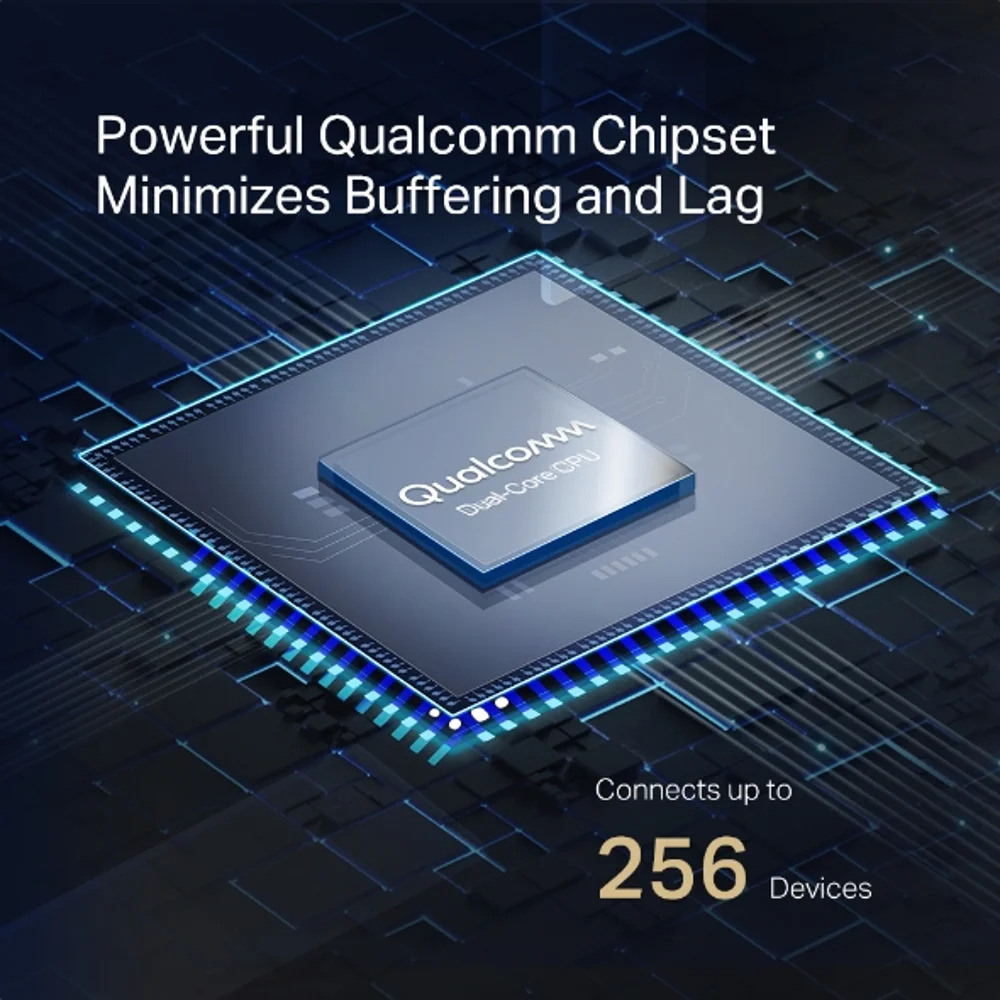 Powerful Qualcomm Chipset
Minimizes Buffering and Lag
Qualcomm
Dual-Core CPU
Connects up to
256 Devices